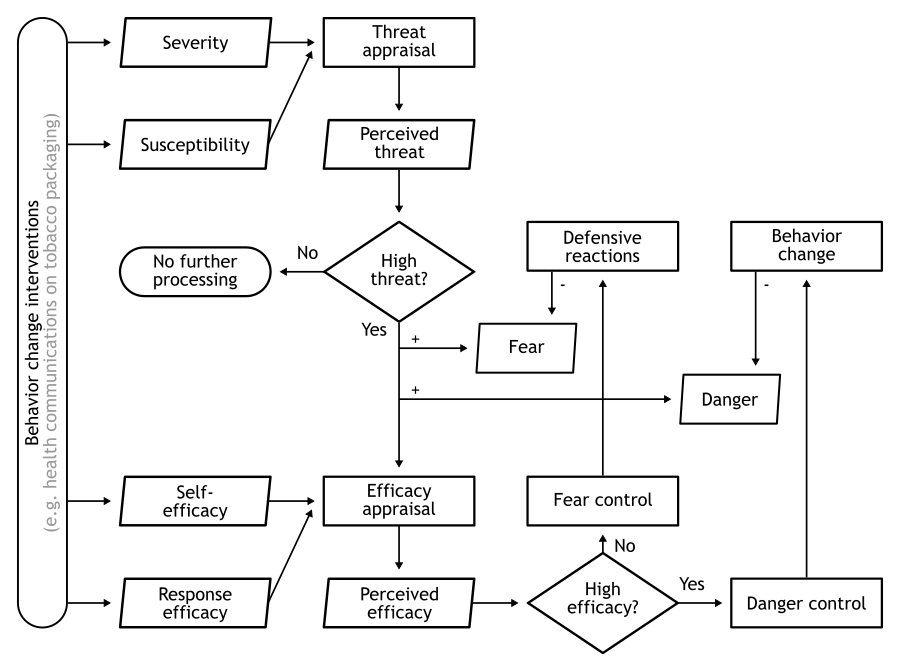 Behavior change interventions
(e.g. health communications on tobacco packaging)
Severity
Threat
appraisal
Susceptibility
Perceived
threat
No further
processing
No
High
threat?
Yes
Defensive
reactions
Behavior
change
-
-
+
Fear
+
Danger
Self-
efficacy
Efficacy
appraisal
Fear control
No
Response
efficacy
Perceived
efficacy
High
efficacy?
Yes
Danger control